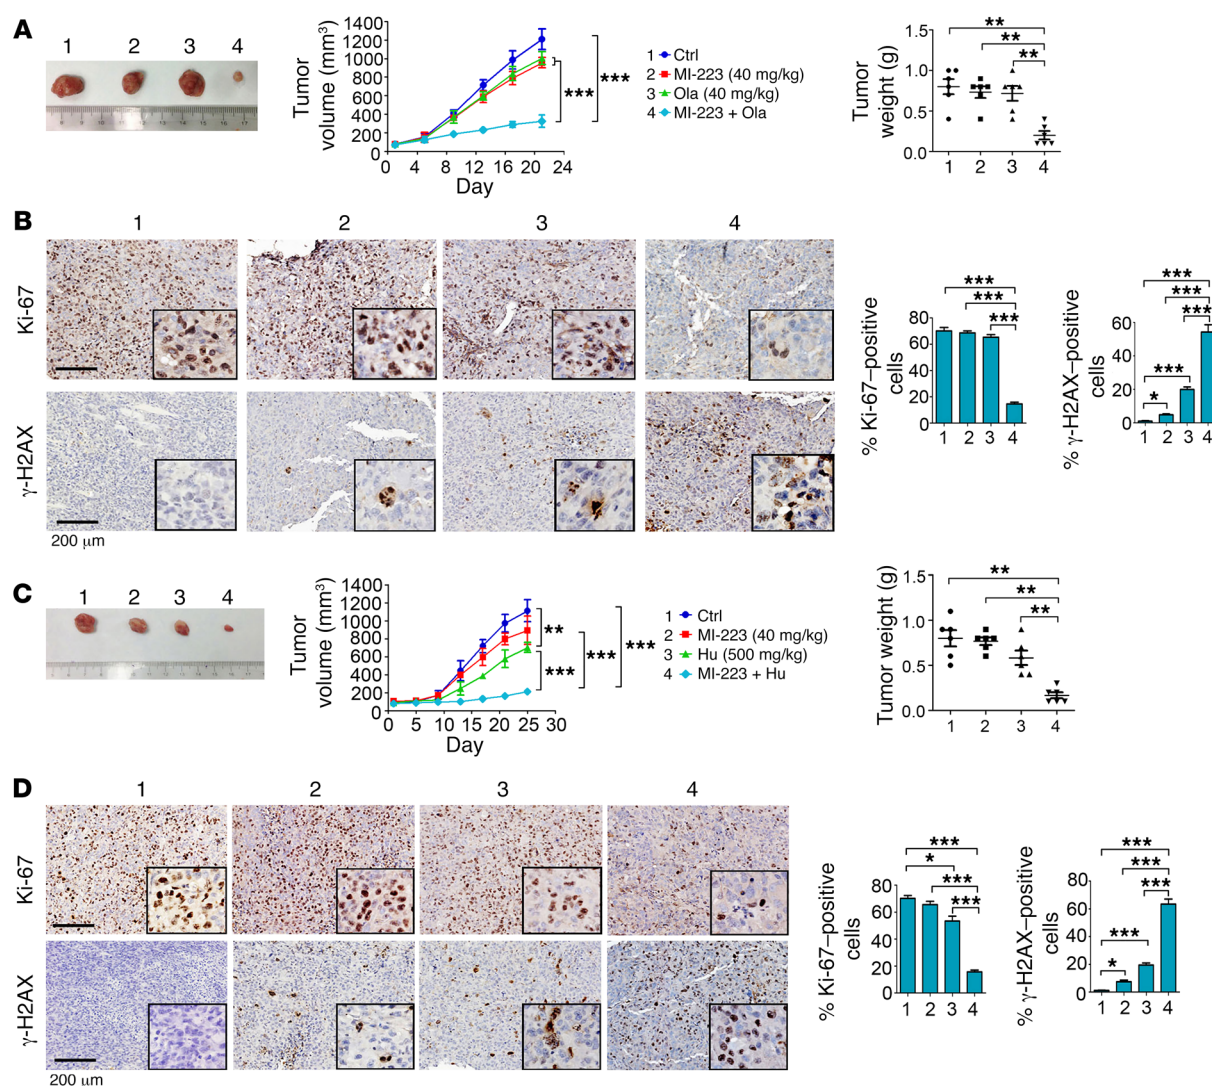 A
1 2 3 4
Tumor
volume (mm³)
1400
1200
1000
800
600
400
200
0
0 4 8 12 16 20 24
Day
***
***
1 Ctrl
2 MI-223 (40 mg/kg)
3 Ola (40 mg/kg)
4 MI-223 + Ola
Tumor
weight (g)
1.5
1.0
0.5
0.0
**
**
**
1 2 3 4
B
1 2 3 4
Ki-67
γ-H2AX
200 μm
% Ki-67–positive
cells
80
60
40
20
0
***
***
***
1 2 3 4
% γ-H2AX–positive
cells
60
40
20
0
***
***
***
***
*
1 2 3 4
C
1 2 3 4
Tumor
volume (mm³)
1400
1200
1000
800
600
400
200
0
0 5 10 15 20 25 30
Day
**
***
***
***
1 Ctrl
2 MI-223 (40 mg/kg)
3 Hu (500 mg/kg)
4 MI-223 + Hu
Tumor weight (g)
1.5
1.0
0.5
0.0
**
**
**
1 2 3 4
D
1 2 3 4
Ki-67
γ-H2AX
200 μm
% Ki-67–positive
cells
80
60
40
20
0
***
*
***
***
1 2 3 4
% γ-H2AX–positive
cells
80
60
40
20
0
***
***
***
***
*
1 2 3 4